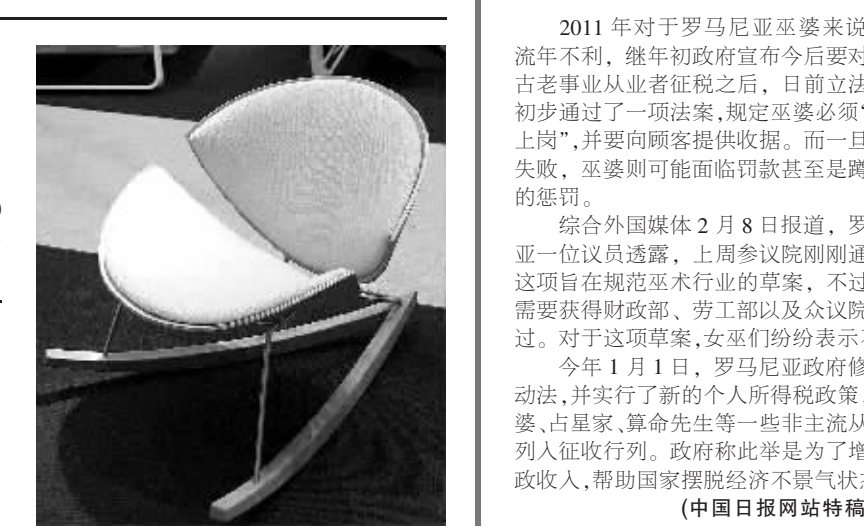 2011 年对于罗马尼亚巫婆来说
流年不利，继年初政府宣布今后要对
古老事业从业者征税之后，日前立法
初步通过了一项法案,规定巫婆必须“
上岗”,并要向顾客提供收据。而一旦
失败，巫婆则可能面临罚款甚至是蹲
的惩罚。
综合外国媒体 2 月 8 日报道，罗
亚一位议员透露，上周参议院刚刚通
这项旨在规范巫术行业的草案，不过
需要获得财政部、劳工部以及众议院
过。对于这项草案,女巫们纷纷表示
今年 1 月 1 日，罗马尼亚政府修
动法,并实行了新的个人所得税政策
婆、占星家、算命先生等一些非主流从
列入征收行列。政府称此举是为了增
政收入,帮助国家摆脱经济不景气状
(中国日报网站特稿